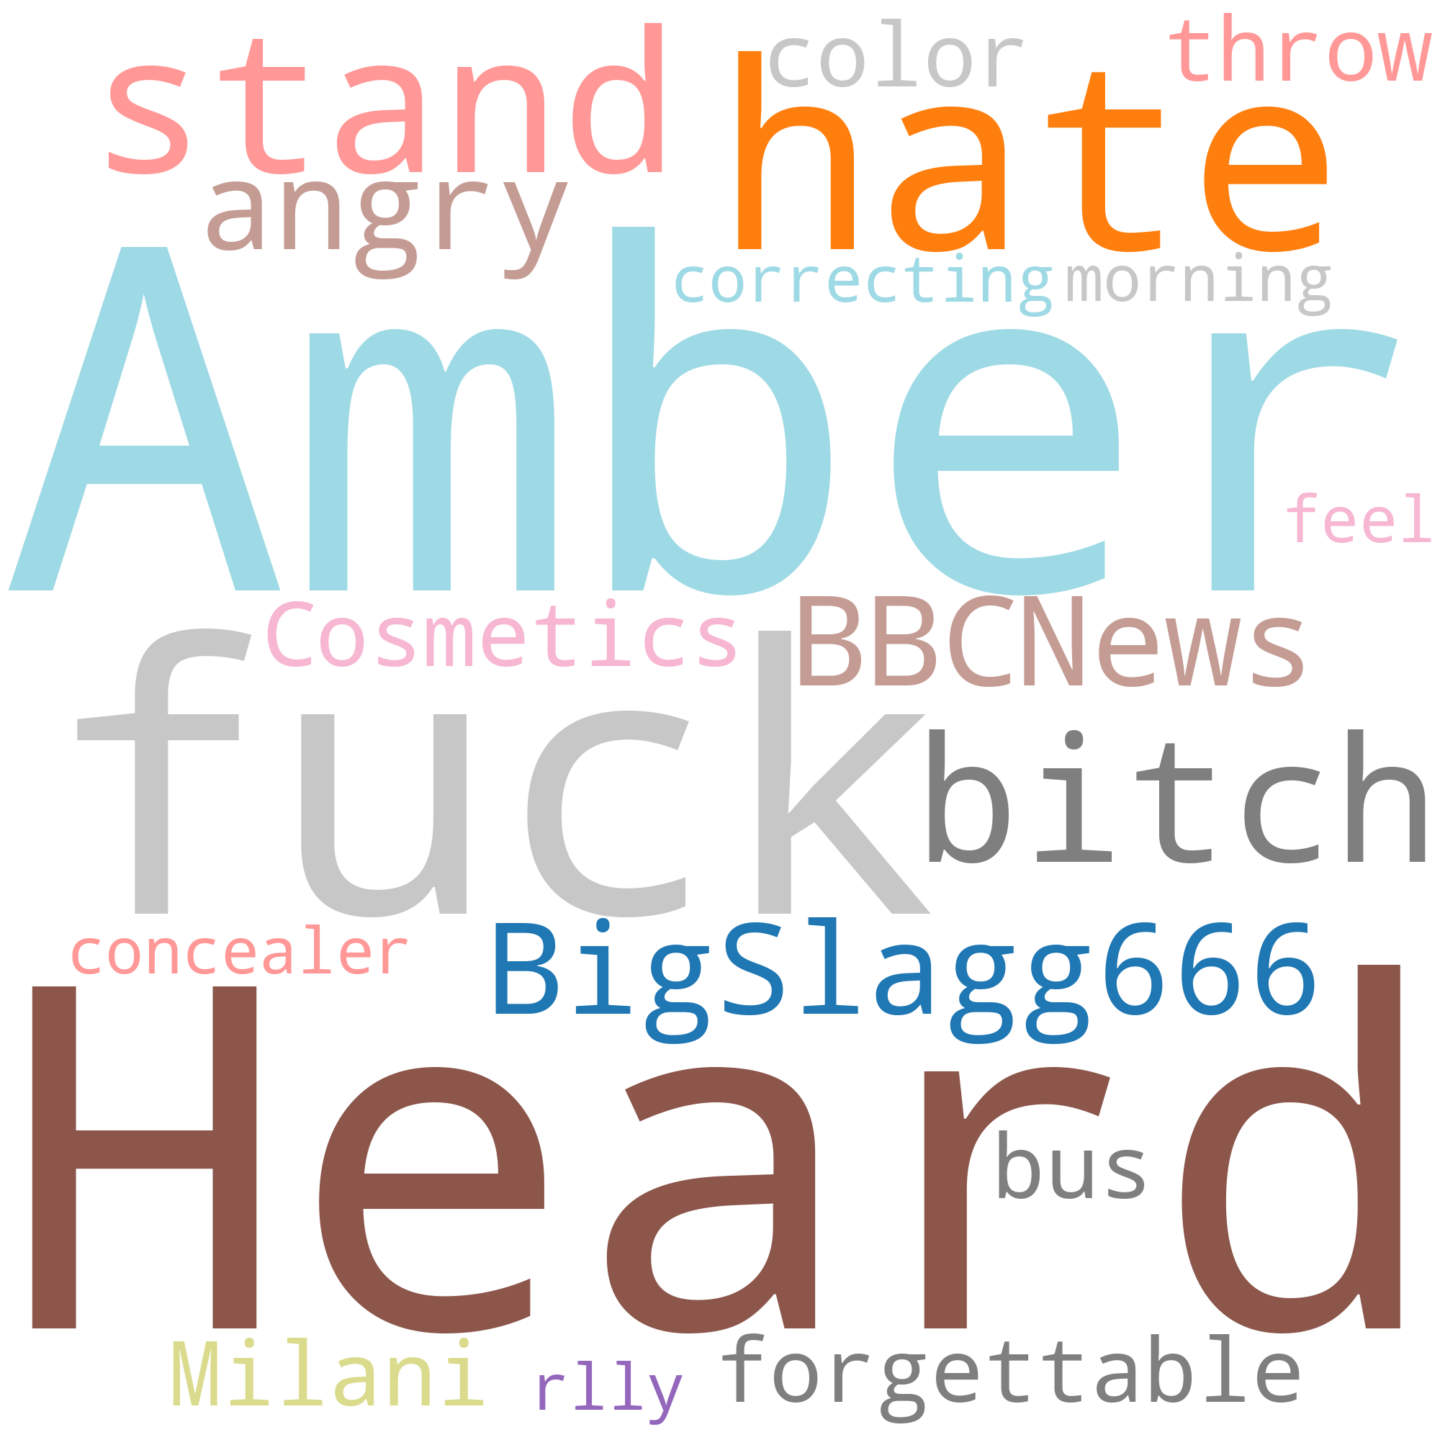 stand
color
throw
hate
angry
correcting
morning
Amber
feel
Cosmetics
BBCNews
fuck
bitch
concealer
BigSlagg666
Heard
bus
Milani
rlly
forgettable